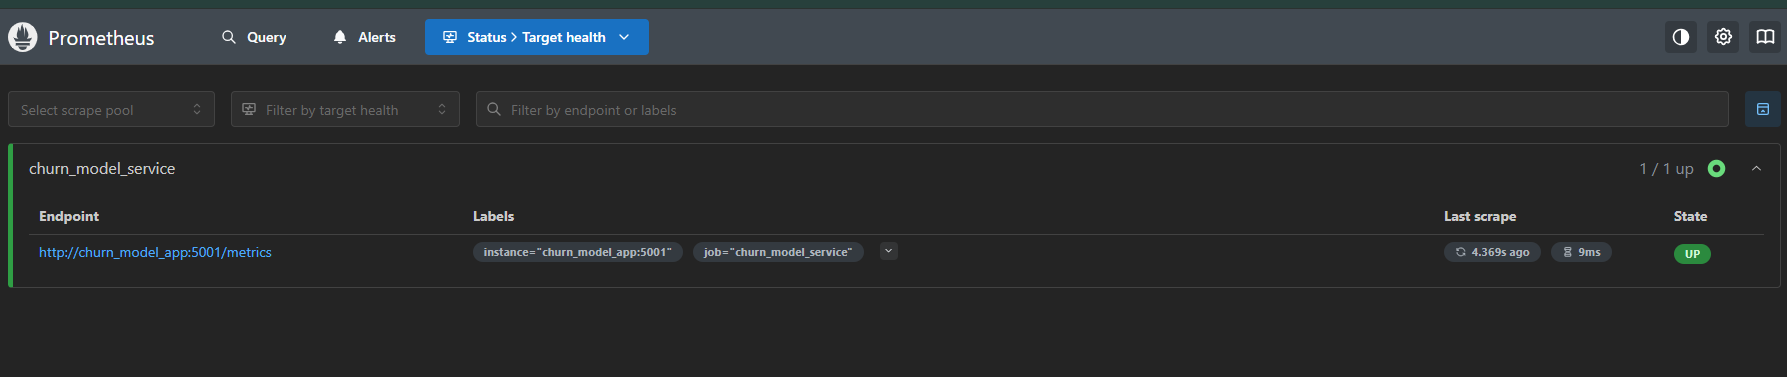 Prometheus Query Alerts Status > Target health
Select scrape pool Filter by target health Filter by endpoint or labels
churn_model_service 1 / 1 up
Endpoint Labels Last scrape State
http://churn_model_app:5001/metrics instance="churn_model_app:5001" job="churn_model_service" 4.369s ago 9ms UP